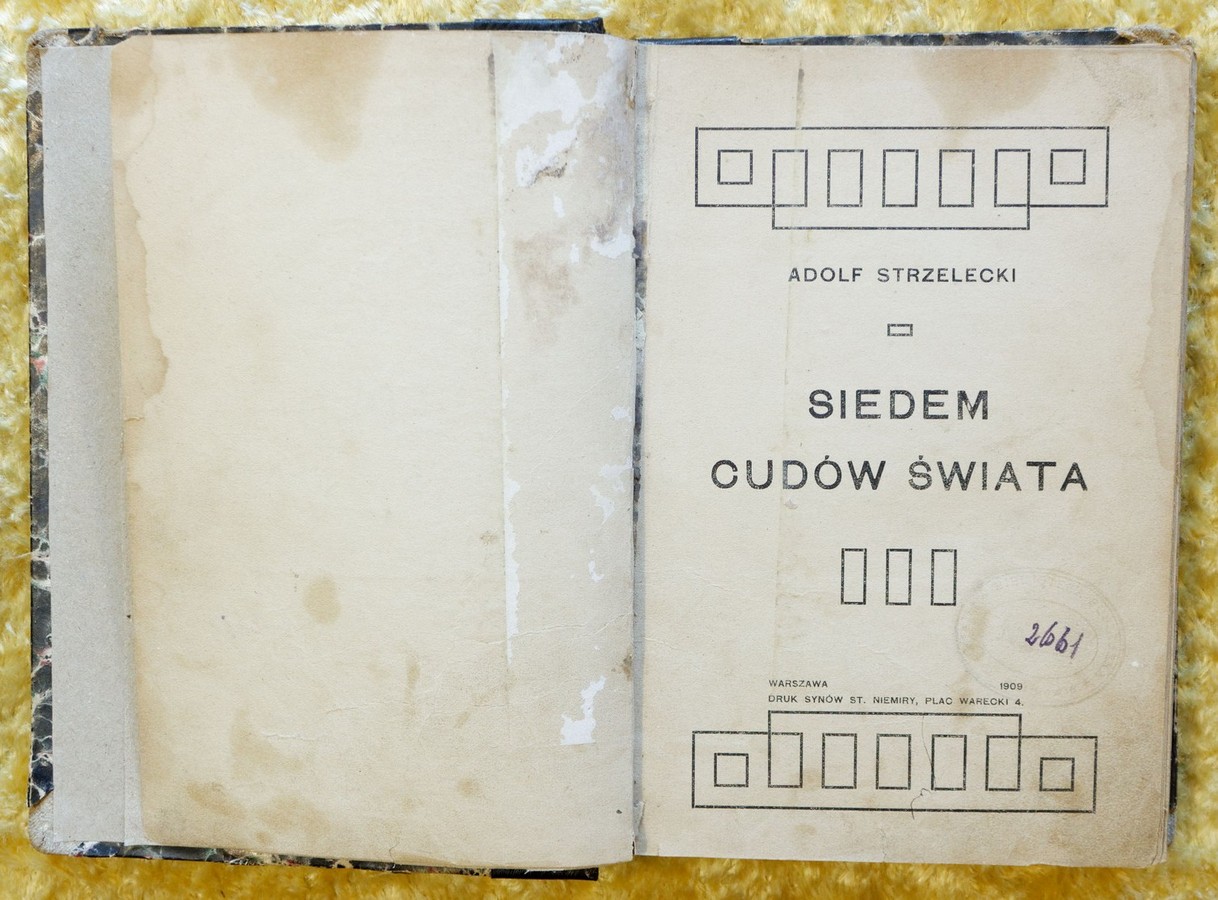 ADOLF STRZELECKI
SIEDEM
CUDÓW ŚWIATA
2661
WARSZAWA 1909
DRUK SYNÓW ST. NIEMIRY, PLAC WARECKI 4.